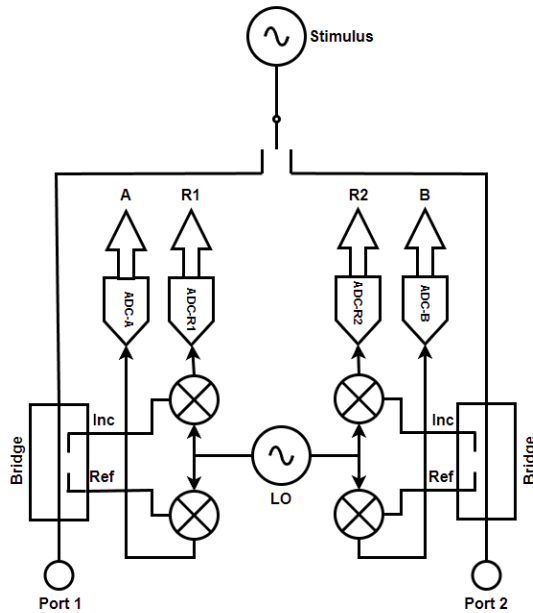 Stimulus
A
R1
R2
B
ADC-A
ADC-R1
ADC-R2
ADC-B
Inc
Inc
Bridge
Bridge
Ref
Ref
LO
Port 1
Port 2